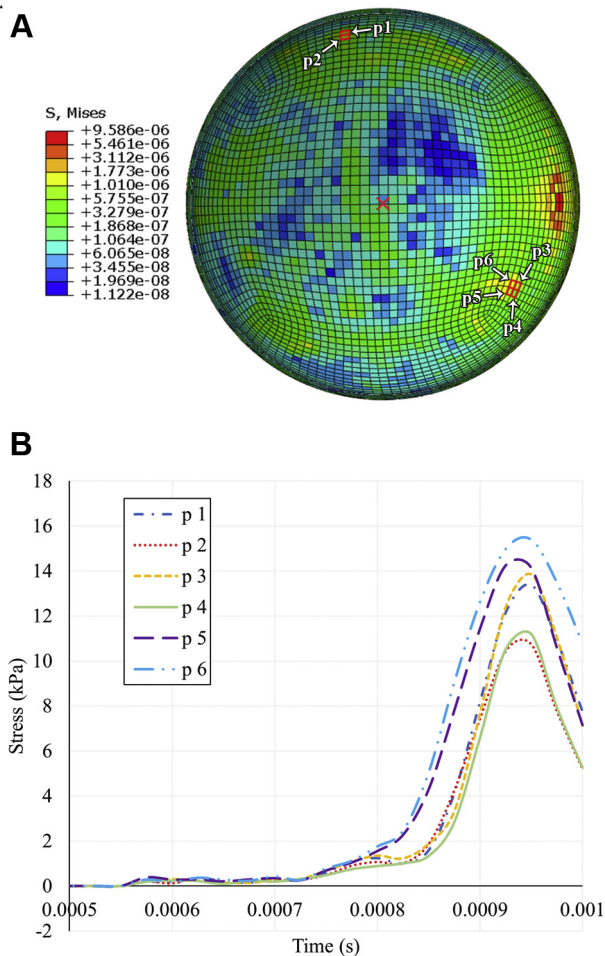 A
S, Mises
+9.586e-06
+5.461e-06
+3.112e-06
+1.773e-06
+1.010e-06
+5.755e-07
+3.279e-07
+1.868e-07
+1.064e-07
+6.065e-08
+3.455e-08
+1.969e-08
+1.122e-08
p1
p2
p6
p3
p5
p4
B
18
16
14
12
10
8
6
4
2
0
-2
Stress (kPa)
p 1
p 2
p 3
p 4
p 5
p 6
0.0005 0.0006 0.0007 0.0008 0.0009 0.001
Time (s)